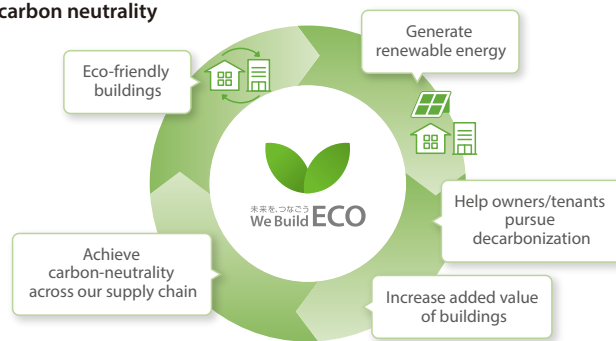 carbon neutrality
Generate
renewable energy
Eco-friendly
buildings
未来を、つなごう
We Build ECO
Help owners/tenants
pursue
decarbonization
Achieve
carbon-neutrality
across our supply chain
Increase added value
of buildings